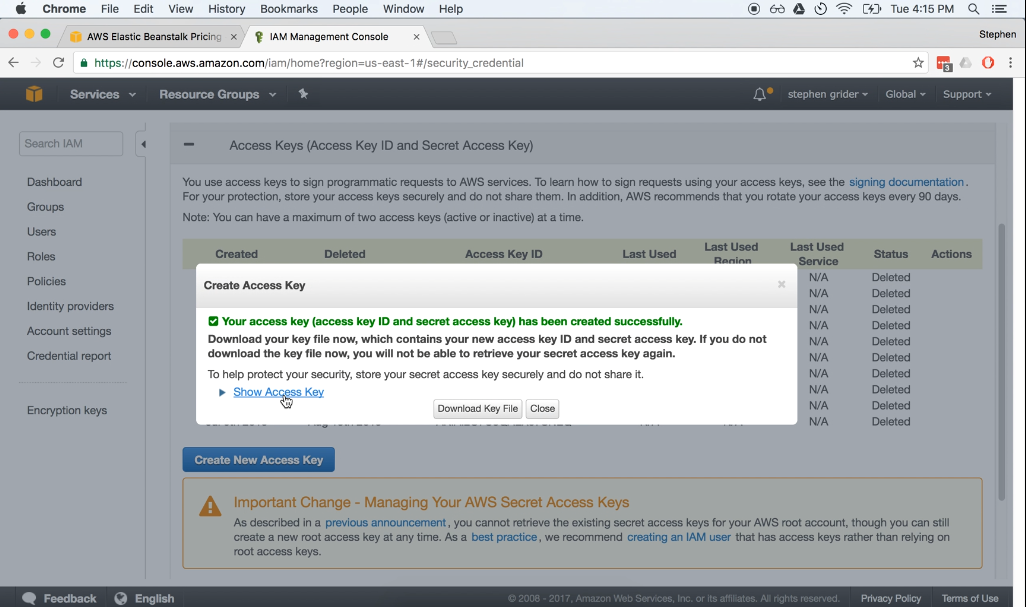 Chrome File Edit View History Bookmarks People Window Help Tue 4:15 PM
AWS Elastic Beanstalk Pricing × IAM Management Console × Stephen
https://console.aws.amazon.com/iam/home?region=us-east-1#/security_credential 3
Services Resource Groups stephen grider Global Support
Search IAM
Dashboard
Groups
Users
Roles
Policies
Identity providers
Account settings
Credential report
Encryption keys
Access Keys (Access Key ID and Secret Access Key)
You use access keys to sign programmatic requests to AWS services. To learn how to sign requests using your access keys, see the signing documentation.
For your protection, store your access keys securely and do not share them. In addition, AWS recommends that you rotate your access keys every 90 days.
Note: You can have a maximum of two access keys (active or inactive) at a time.
Created Deleted Access Key ID Last Used Last Used Region Last Used Service Status Actions
N/A Deleted
N/A Deleted
N/A Deleted
N/A Deleted
N/A Deleted
N/A Deleted
N/A Deleted
N/A Deleted
N/A Deleted
N/A Deleted
Create Access Key ×
Your access key (access key ID and secret access key) has been created successfully.
Download your key file now, which contains your new access key ID and secret access key. If you do not
download the key file now, you will not be able to retrieve your secret access key again.
To help protect your security, store your secret access key securely and do not share it.
Show Access Key
Download Key File Close
Create New Access Key
Important Change - Managing Your AWS Secret Access Keys
As described in a previous announcement, you cannot retrieve the existing secret access keys for your AWS root account, though you can still
create a new root access key at any time. As a best practice, we recommend creating an IAM user that has access keys rather than relying on
root access keys.
Feedback English © 2008 - 2017, Amazon Web Services, Inc. or its affiliates. All rights reserved. Privacy Policy Terms of Use